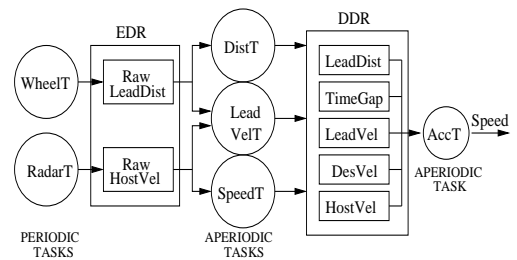 EDR
DDR
WheelT
RadarT
Raw
LeadDist
Raw
HostVel
DistT
Lead
VelT
SpeedT
LeadDist
TimeGap
LeadVel
DesVel
HostVel
AccT
Speed
APERIODIC
TASK
PERIODIC
TASKS
APERIODIC
TASKS